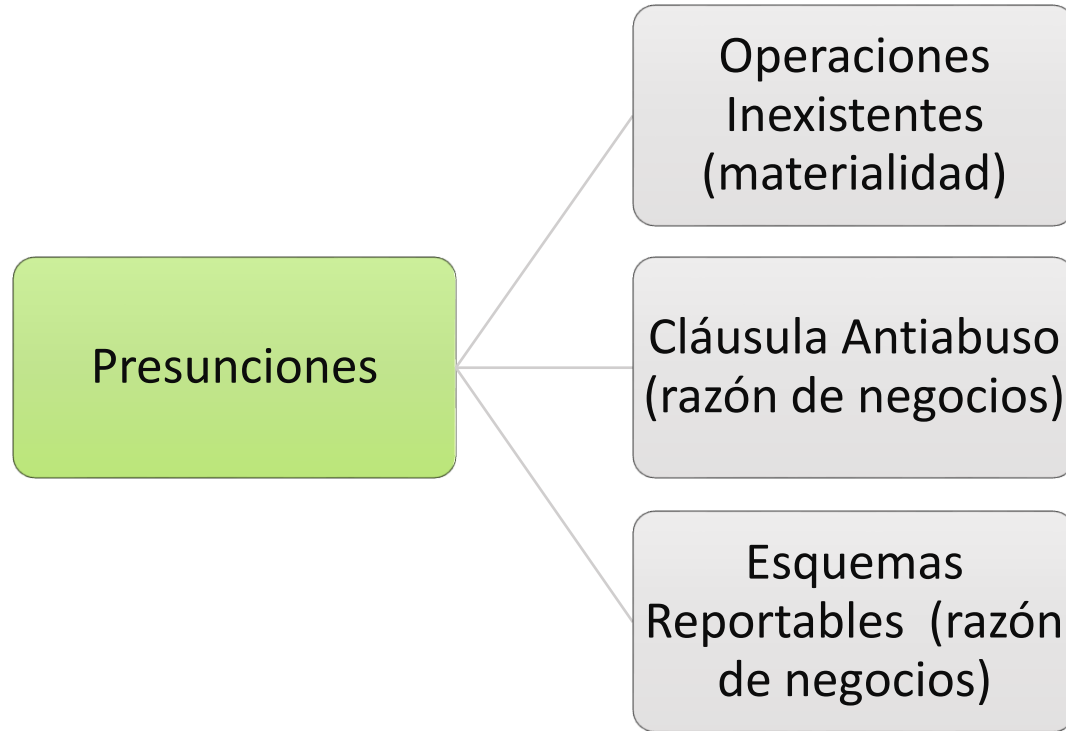 Presunciones
Operaciones
Inexistentes
(materialidad)
Cláusula Antiabuso
(razón de negocios)
Esquemas
Reportables (razón
de negocios)